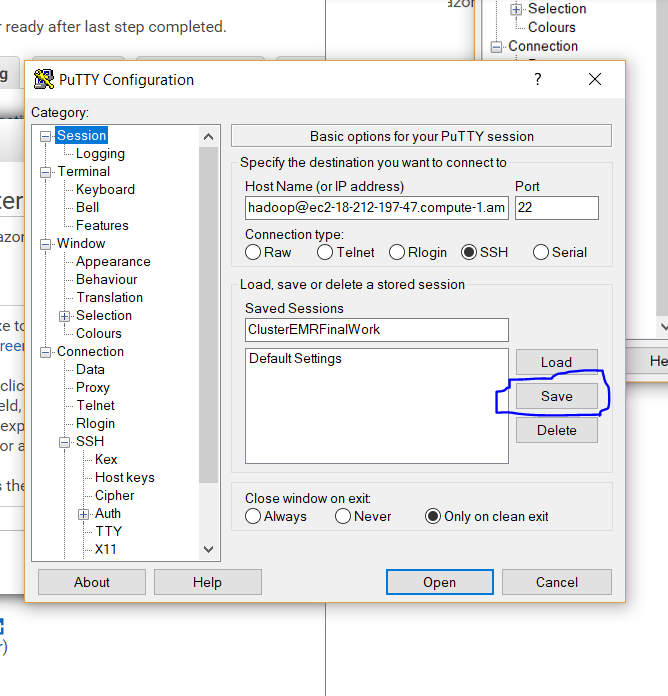 r ready after last step completed.
Selection
Colours
Connection
PuTTY Configuration
?
Category:
Session
Logging
Terminal
Keyboard
Bell
Features
Window
Appearance
Behaviour
Translation
Selection
Colours
Connection
Data
Proxy
Telnet
Rlogin
SSH
Kex
Host keys
Cipher
Auth
TTY
X11
Basic options for your PuTTY session
Specify the destination you want to connect to
Host Name (or IP address) Port
hadoop@ec2-18-212-197-47.compute-1.am 22
Connection type:
Raw Telnet Rlogin SSH Serial
Load, save or delete a stored session
Saved Sessions
ClusterEMRFinalWork
Default Settings
Load
Save
Delete
Close window on exit:
Always Never Only on clean exit
About Help Open Cancel